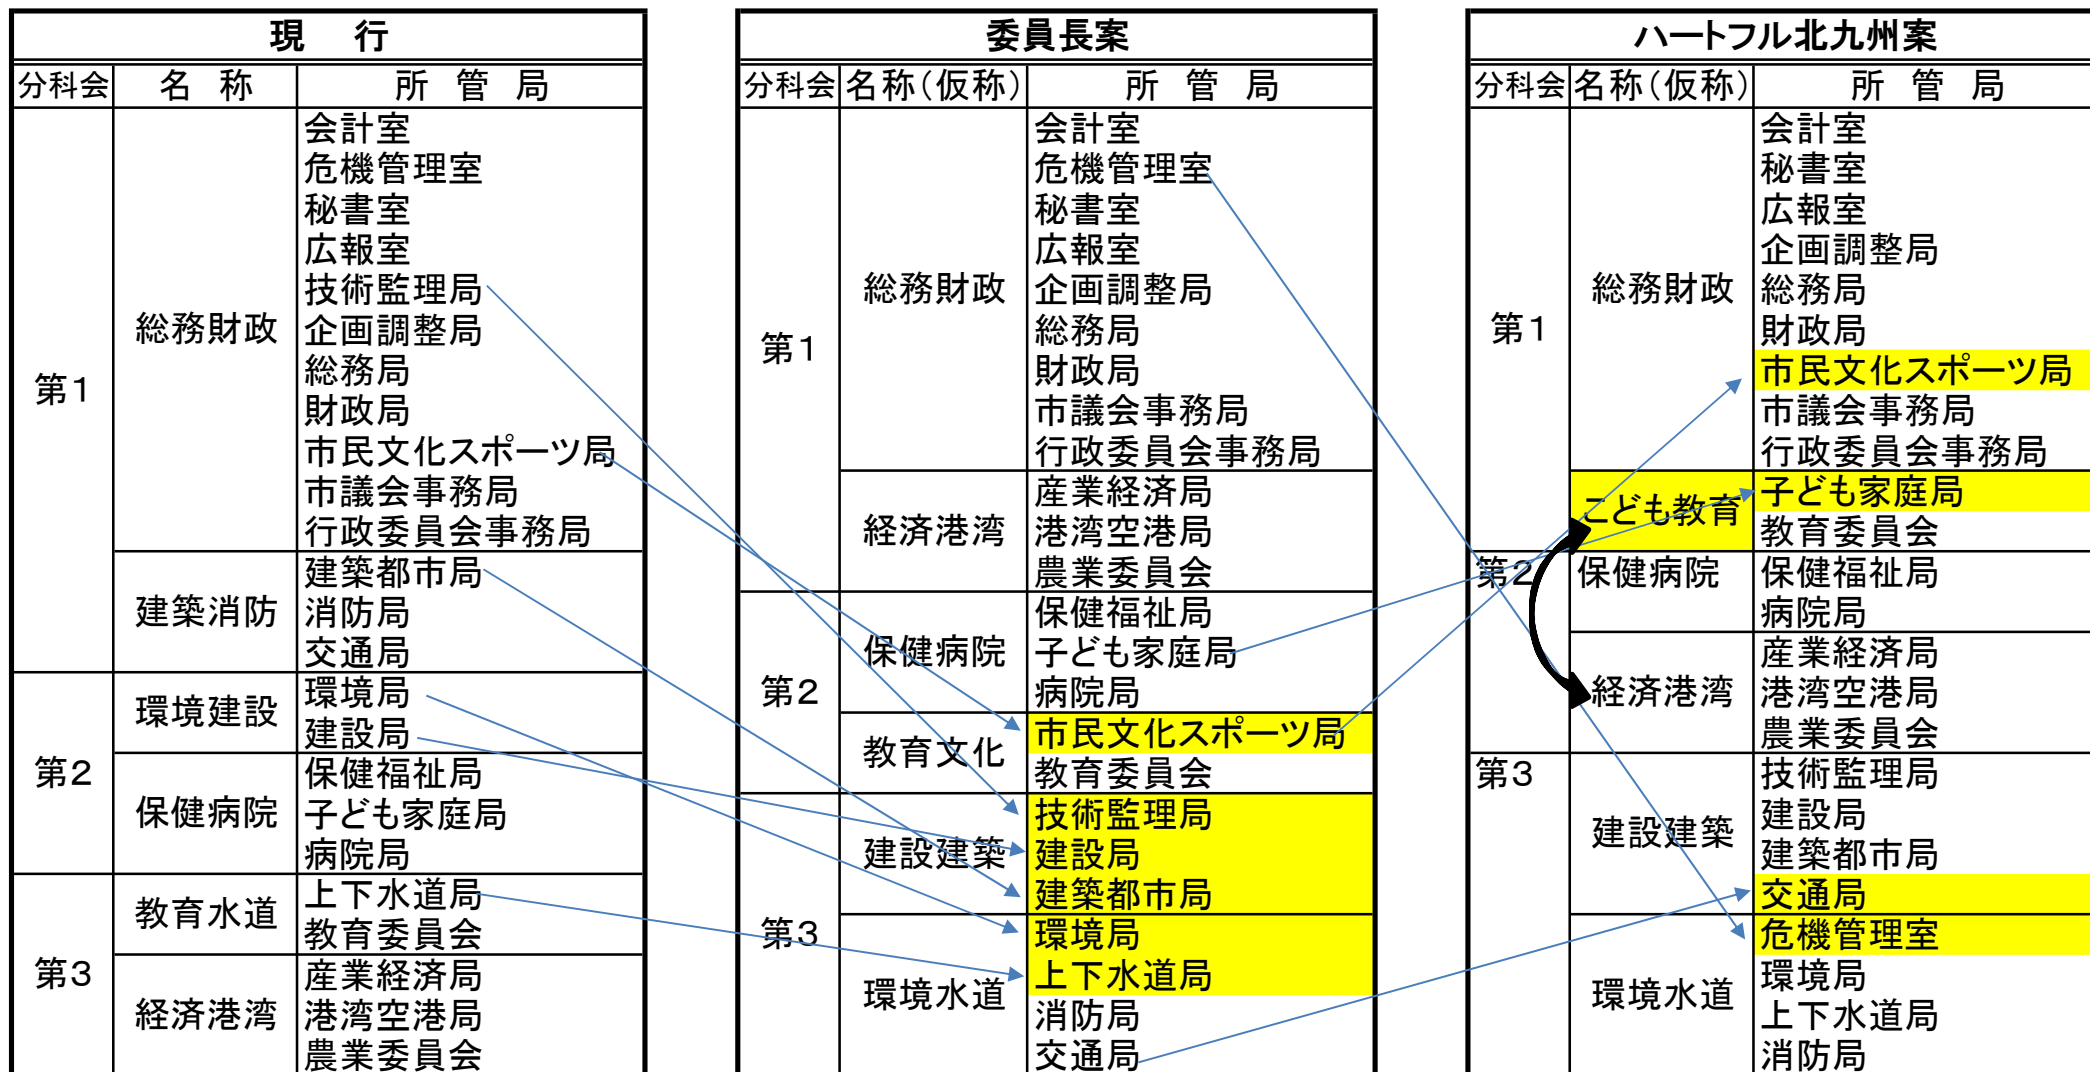 現　行
分科会 名　称 所　管　局
第1
総務財政
会計室
危機管理室
秘書室
広報室
技術監理局
企画調整局
総務局
財政局
市民文化スポーツ局
市議会事務局
行政委員会事務局
建築消防
建築都市局
消防局
交通局
第2
環境建設
環境局
建設局
保健病院
保健福祉局
子ども家庭局
病院局
第3
教育水道
上下水道局
教育委員会
経済港湾
産業経済局
港湾空港局
農業委員会
委員長案
分科会 名称(仮称) 所　管　局
第1
総務財政
会計室
危機管理室
秘書室
広報室
企画調整局
総務局
財政局
市議会事務局
行政委員会事務局
経済港湾
産業経済局
港湾空港局
農業委員会
第2
保健病院
保健福祉局
子ども家庭局
病院局
教育文化
市民文化スポーツ局
教育委員会
第3
建設建築
技術監理局
建設局
建築都市局
環境水道
環境局
上下水道局
消防局
交通局
ハートフル北九州案
分科会 名称(仮称) 所　管　局
第1
総務財政
会計室
秘書室
広報室
企画調整局
総務局
財政局
市民文化スポーツ局
市議会事務局
行政委員会事務局
こども教育
子ども家庭局
教育委員会
第2
保健病院
保健福祉局
病院局
経済港湾
産業経済局
港湾空港局
農業委員会
第3
建設建築
技術監理局
建設局
建築都市局
交通局
環境水道
危機管理室
環境局
上下水道局
消防局